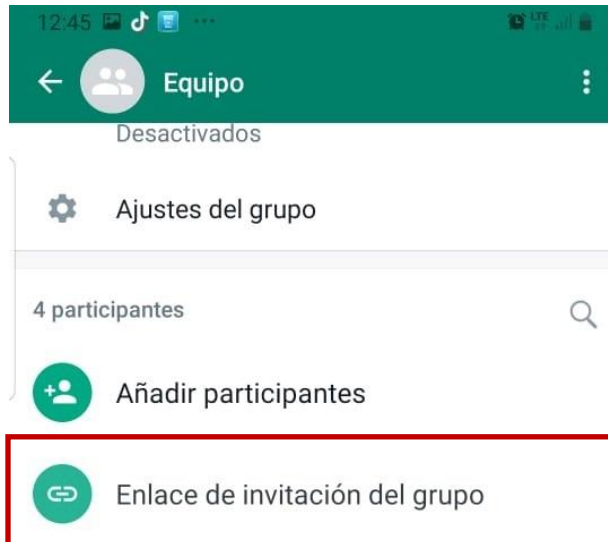 12:45
Equipo
Desactivados
Ajustes del grupo
4 participantes
Añadir participantes
Enlace de invitación del grupo